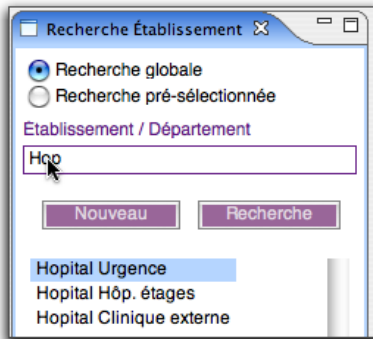 Recherche Établissement
Recherche globale
Recherche pré-sélectionnée
Établissement / Département
Hop
Nouveau Recherche
Hopital Urgence
Hopital Hôp. étages
Hopital Clinique externe